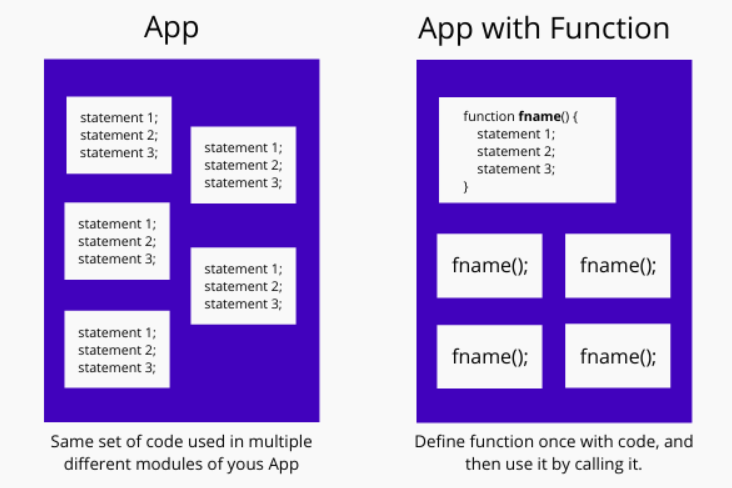 App
statement 1;
statement 2;
statement 3;
statement 1;
statement 2;
statement 3;
statement 1;
statement 2;
statement 3;
statement 1;
statement 2;
statement 3;
statement 1;
statement 2;
statement 3;
Same set of code used in multiple
different modules of yous App
App with Function
function fname() {
statement 1;
statement 2;
statement 3;
}
fname();
fname();
fname();
fname();
Define function once with code, and
then use it by calling it.